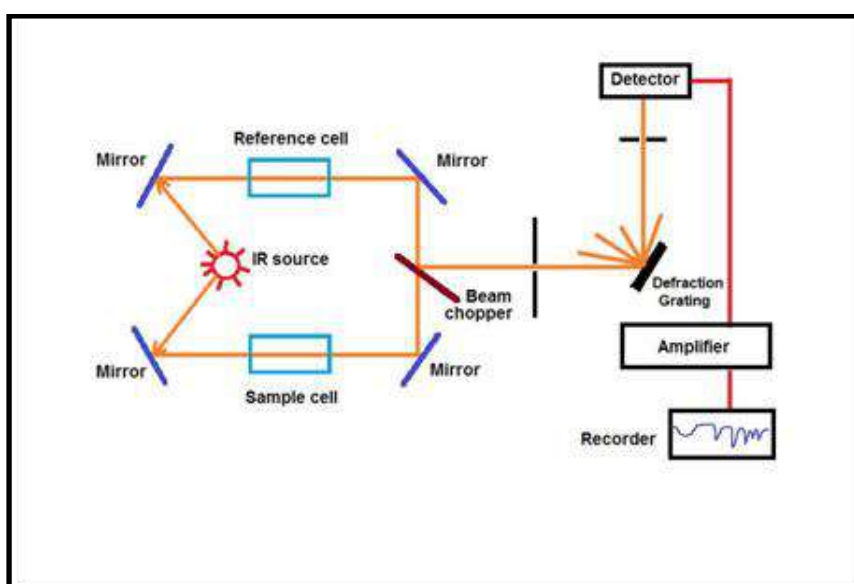 Detector
Reference cell
Mirror
Mirror
IR source
Beam
chopper
Defraction
Grating
Mirror
Mirror
Sample cell
Amplifier
Recorder